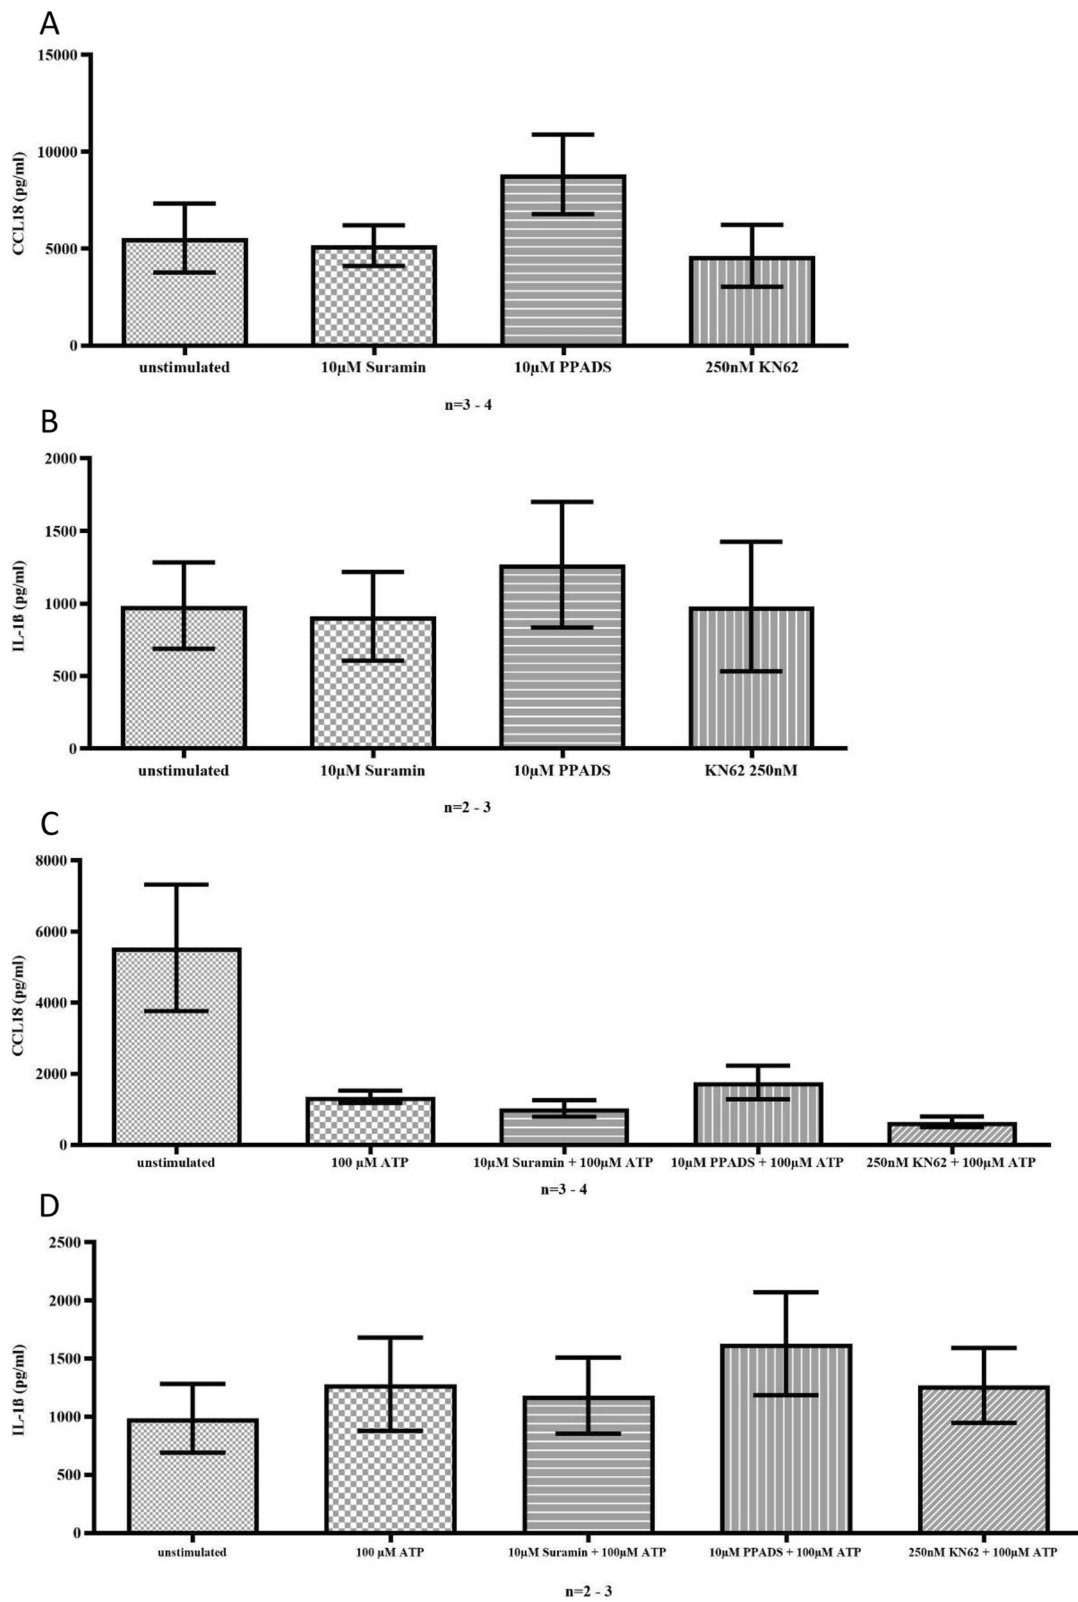 A
15000
10000
5000
0
CCL18 (pg/ml)
unstimulated 10µM Suramin 10µM PPADS 250nM KN62
n=3 - 4
B
2000
1500
1000
500
0
IL-1ß (pg/ml)
unstimulated 10µM Suramin 10µM PPADS KN62 250nM
n=2 - 3
C
8000
6000
4000
2000
0
CCL18 (pg/ml)
unstimulated 100 µM ATP 10µM Suramin + 100µM ATP 10µM PPADS + 100µM ATP 250nM KN62 + 100µM ATP
n=3 - 4
D
2500
2000
1500
1000
500
0
IL-1ß (pg/ml)
unstimulated 100 µM ATP 10µM Suramin + 100µM ATP 10µM PPADS + 100µM ATP 250nM KN62 + 100µM ATP
n=2 - 3